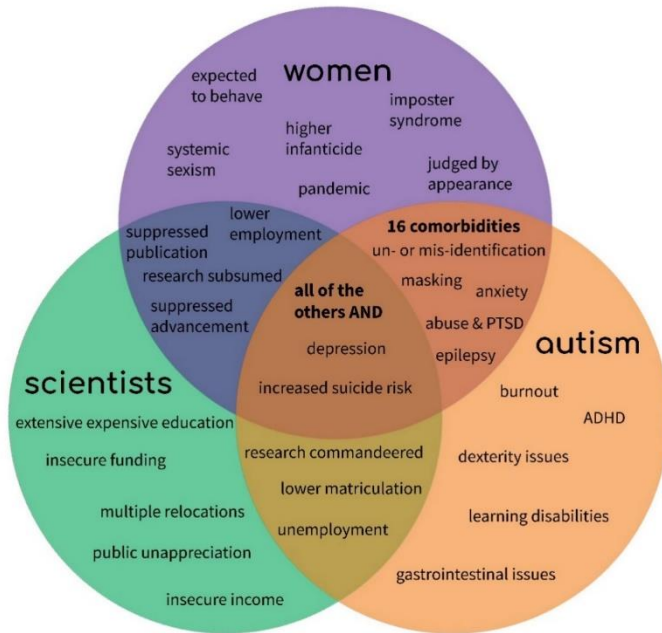 women
expected
to behave
imposter
syndrome
higher
infanticide
systemic
sexism
judged by
appearance
pandemic
lower
employment
suppressed
publication
research subsumed
suppressed
advancement
16 comorbidities
un- or mis-identification
masking
anxiety
abuse & PTSD
epilepsy
all of the
others AND
depression
increased suicide risk
scientists
extensive expensive education
insecure funding
multiple relocations
public unappreciation
insecure income
research commandeered
lower matriculation
unemployment
autism
burnout
ADHD
dexterity issues
learning disabilities
gastrointestinal issues